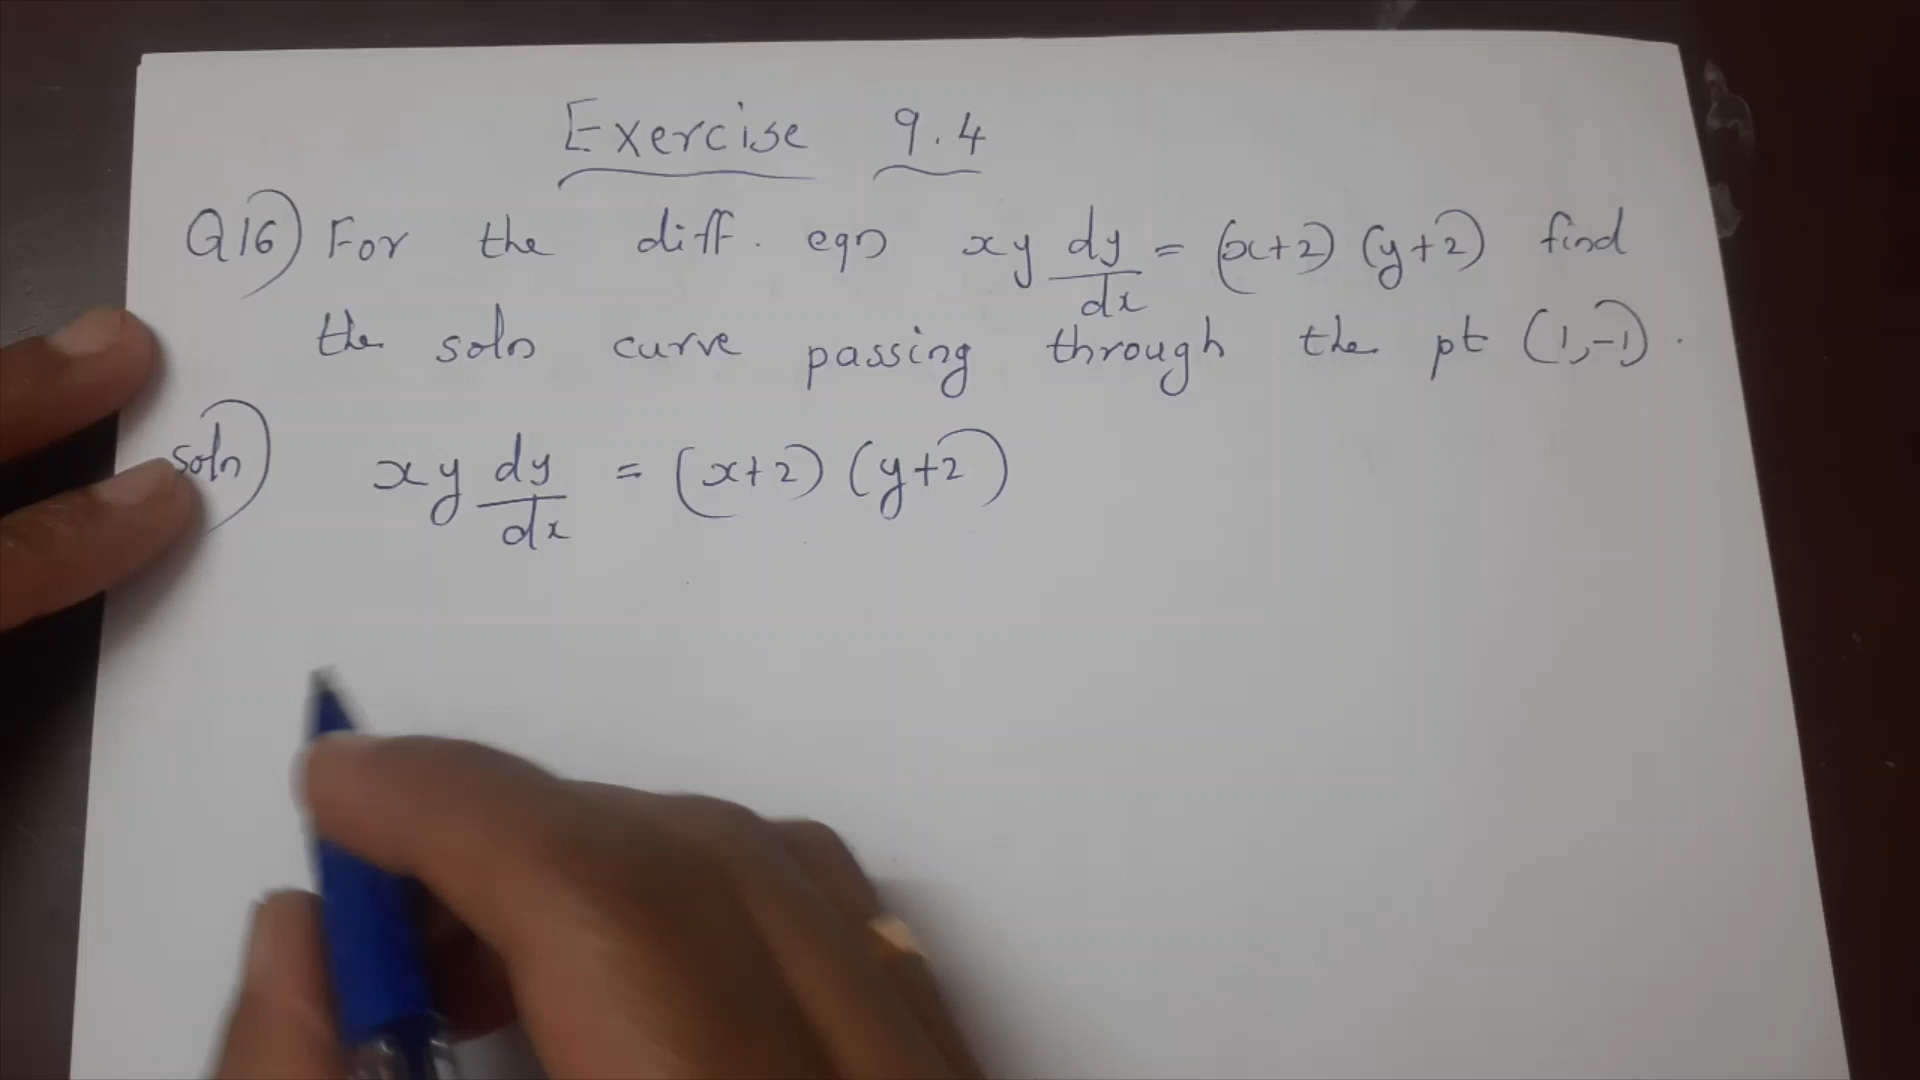 Exercise 9.4
Q16) For the diff. eqn xy dy/dx = (x+2) (y+2) find
the soln curve passing through the pt (1,-1).
soln) xy dy/dx = (x+2) (y+2)